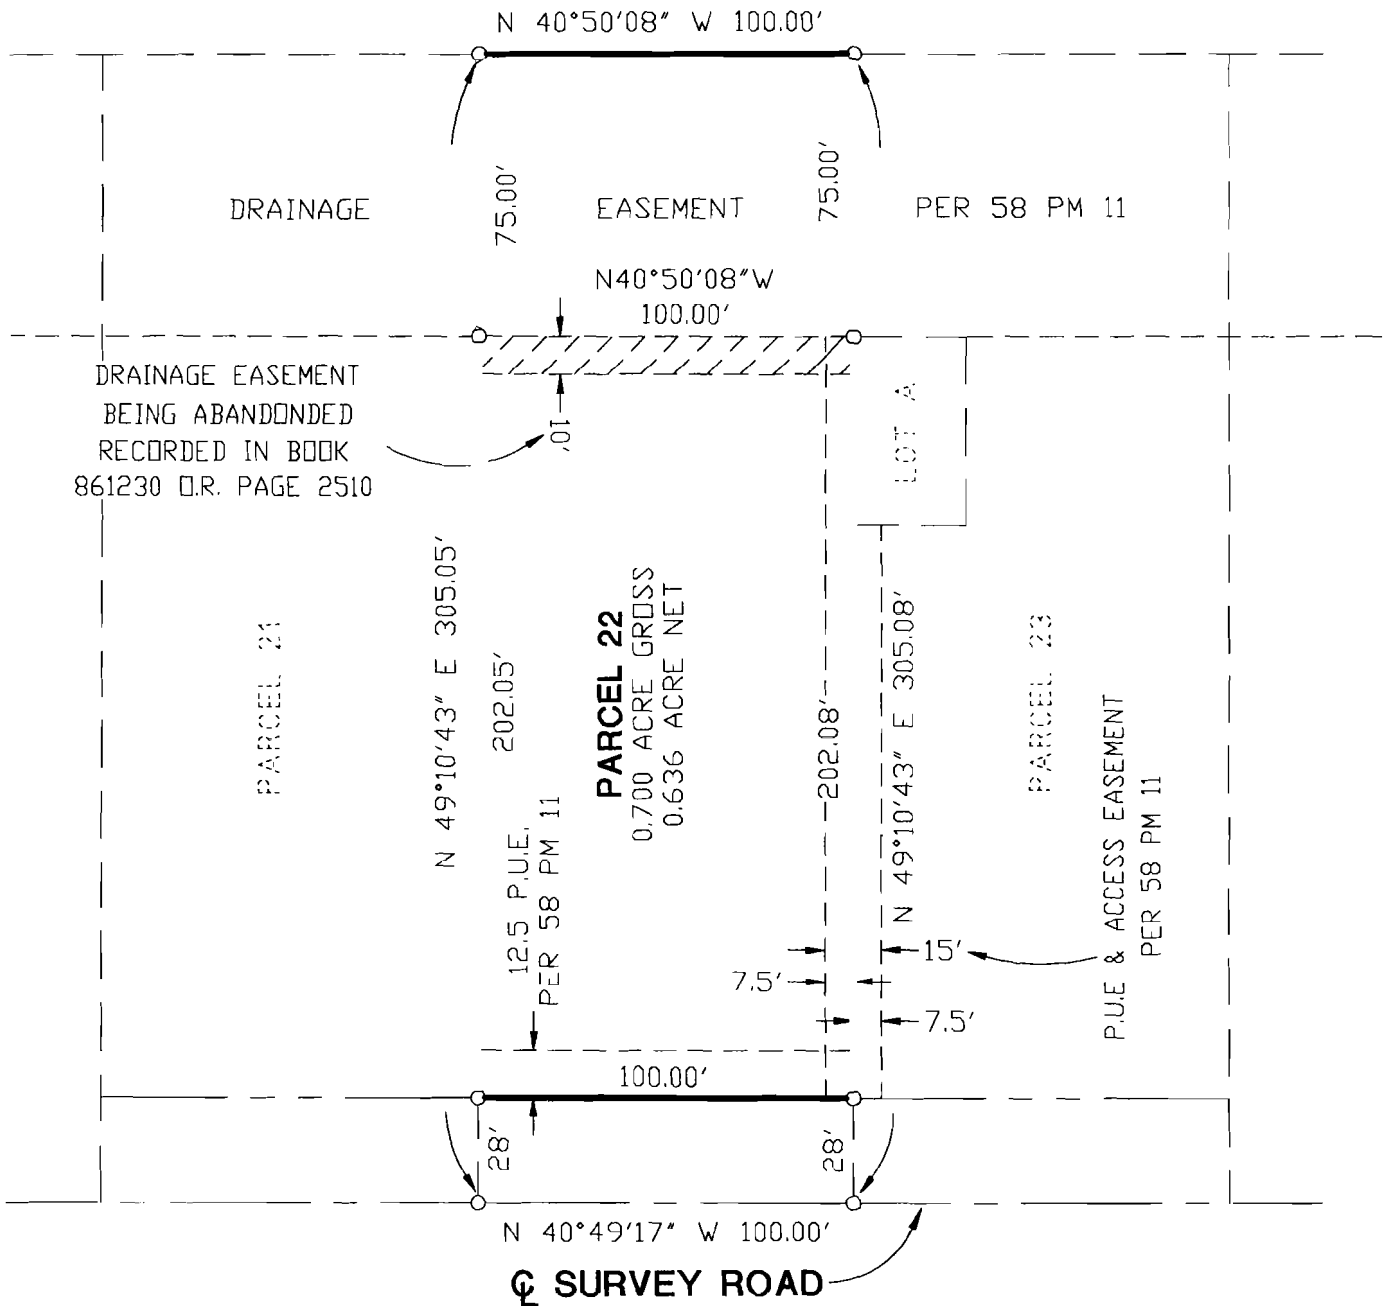 N 40°50'08" W 100.00'
75.00'
75.00'
DRAINAGE EASEMENT PER 58 PM 11
N40°50'08"W
100.00'
DRAINAGE EASEMENT
BEING ABANDONDED
RECORDED IN BOOK
861230 O.R. PAGE 2510
10'
LOT A
PARCEL 21
N 49°10'43" E 305.05'
202.05'
PARCEL 22
0.700 ACRE GROSS
0.636 ACRE NET
202.08'
N 49°10'43" E 305.08'
PARCEL 23
P.U.E & ACCESS EASEMENT
PER 58 PM 11
12.5 P.U.E.
PER 58 PM 11
15'
7.5'
7.5'
100.00'
28'
28'
N 40°49'17" W 100.00'
℄ SURVEY ROAD